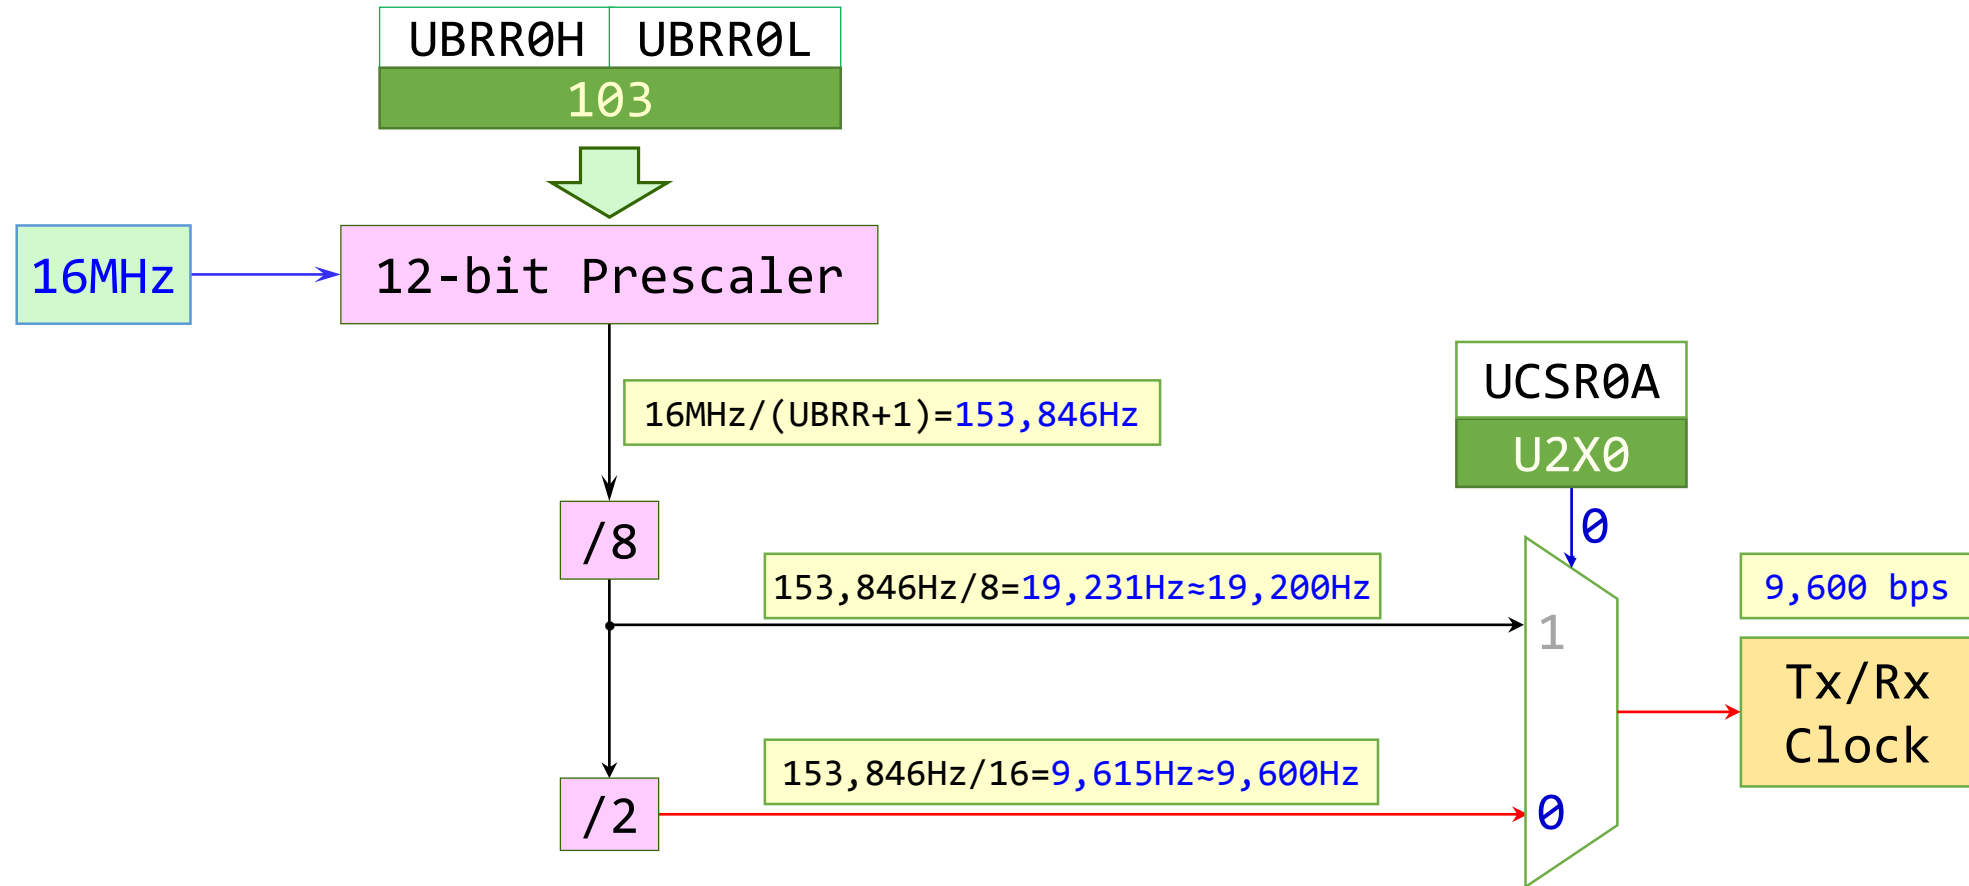 UBRR0H UBRR0L
103
16MHz
12-bit Prescaler
16MHz/(UBRR+1)=153,846Hz
UCSR0A
U2X0
0
/8
153,846Hz/8=19,231Hz≈19,200Hz
9,600 bps
1
Tx/Rx
Clock
153,846Hz/16=9,615Hz≈9,600Hz
/2
0